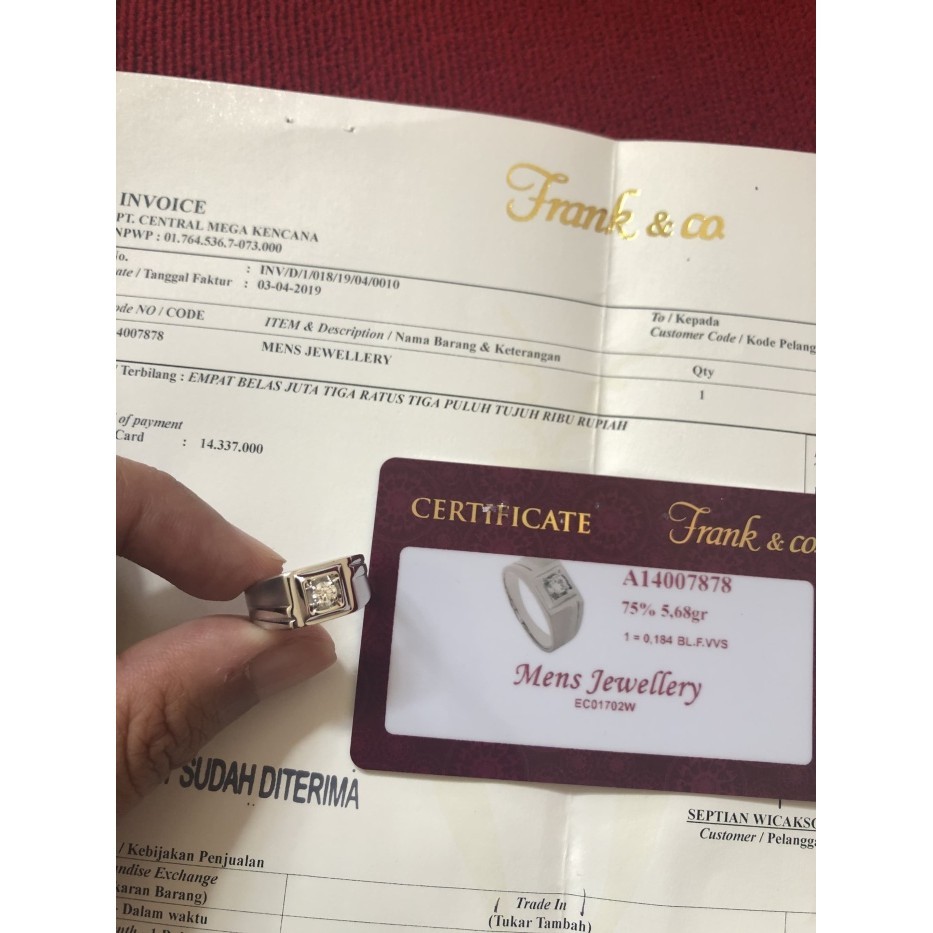 Frank & co.
INVOICE
PT. CENTRAL MEGA KENCANA
NPWP : 01.764.536.7-073.000
No. : INV/D/1/018/19/04/0010
ate / Tanggal Faktur : 03-04-2019
To / Kepada
Customer Code / Kode Pelang
ode NO / CODE ITEM & Description / Nama Barang & Keterangan Qty
4007878 MENS JEWELLERY 1
/ Terbilang : EMPAT BELAS JUTA TIGA RATUS TIGA PULUH TUJUH RIBU RUPIAH
of payment
Card : 14.337.000
CERTIFICATE Frank & co.
A14007878
75% 5,68gr
1 = 0,184 BL.F.VVS
Mens Jewellery
EC01702W
SUDAH DITERIMA
SEPTIAN WICAKSO
Customer / Pelangga
/ Kebijakan Penjualan
ndise Exchange
karan Barang)
- Dalam waktu
Trade In
(Tukar Tambah)